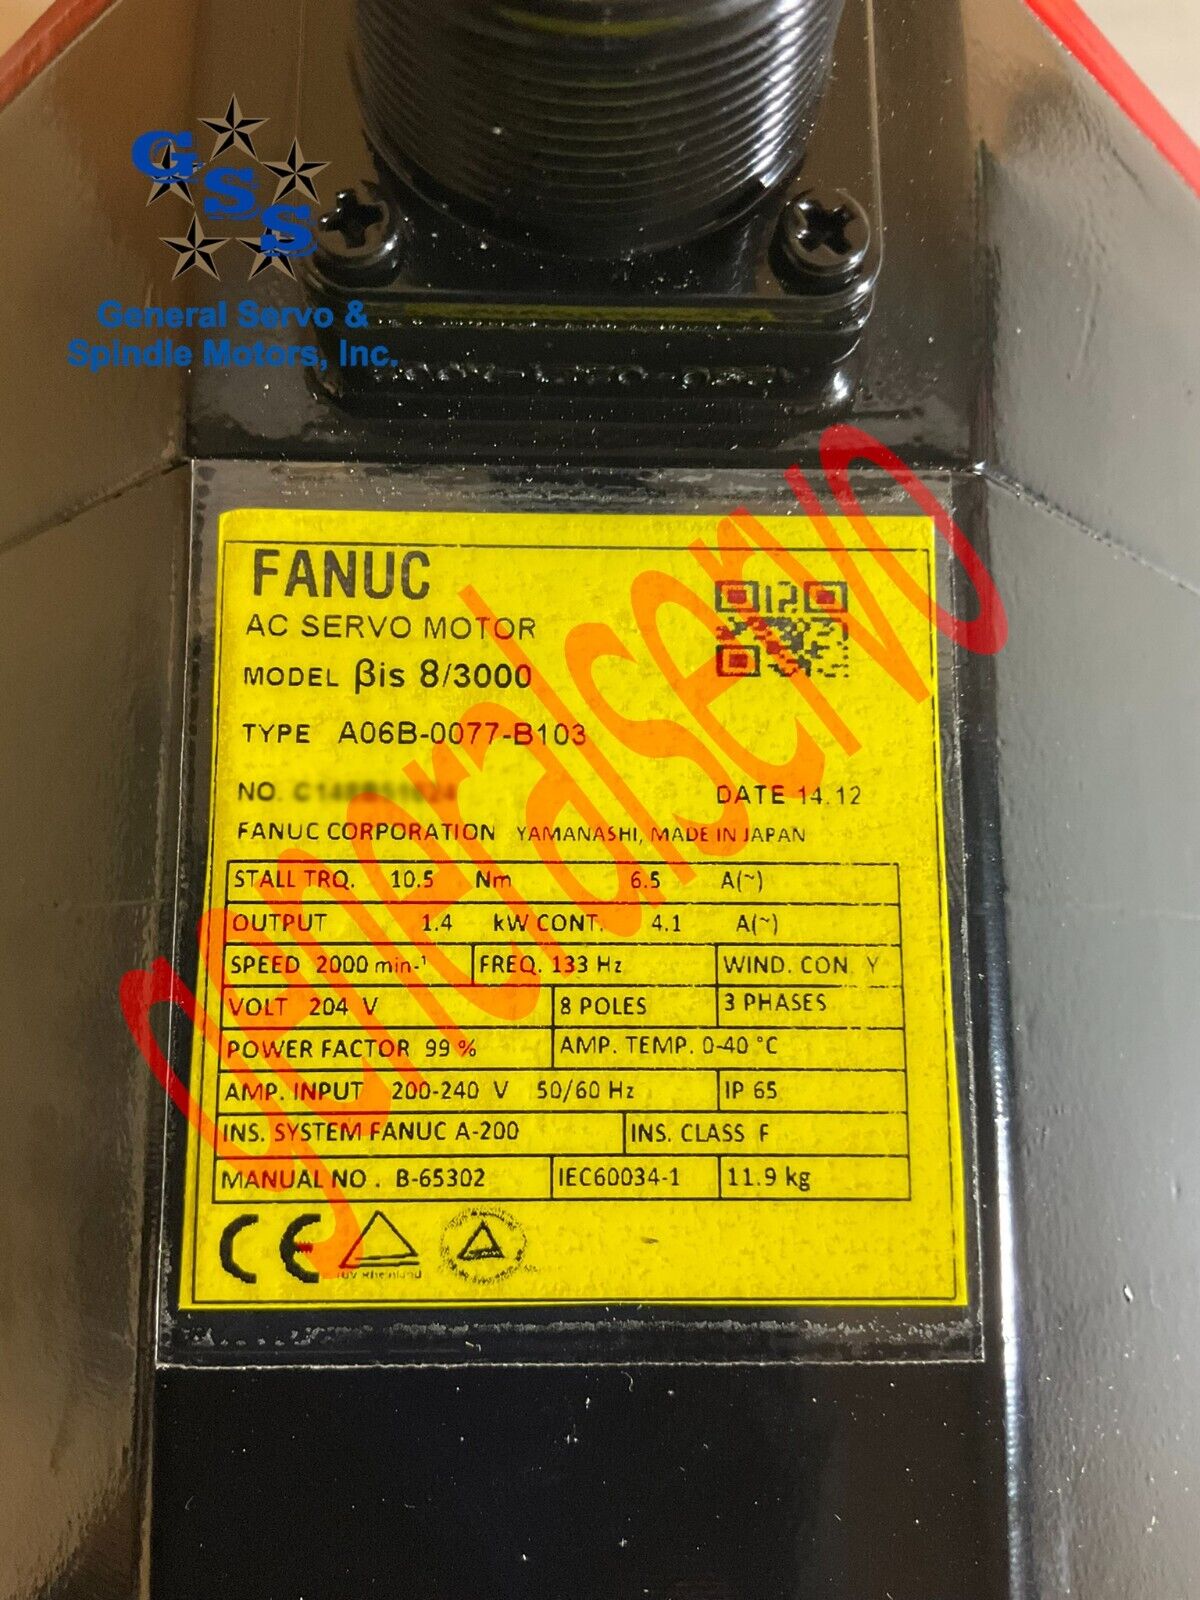 GSS
General Servo &
Spindle Motors, Inc.
FANUC
AC SERVO MOTOR
MODEL βis 8/3000
TYPE A06B-0077-B103
NO.
DATE 14.12
FANUC CORPORATION YAMANASHI, MADE IN JAPAN
STALL TRQ. 10.5 Nm 6.5 A(~)
OUTPUT 1.4 kW CONT. 4.1 A(~)
SPEED 2000 min-¹ FREQ. 133 Hz WIND. CON. Y
VOLT 204 V 8 POLES 3 PHASES
POWER FACTOR 99 % AMP. TEMP. 0-40 °C
AMP. INPUT 200-240 V 50/60 Hz IP 65
INS. SYSTEM FANUC A-200 INS. CLASS F
MANUAL NO. B-65302 IEC60034-1 11.9 kg
CE
TÜV Rheinland
generalservo